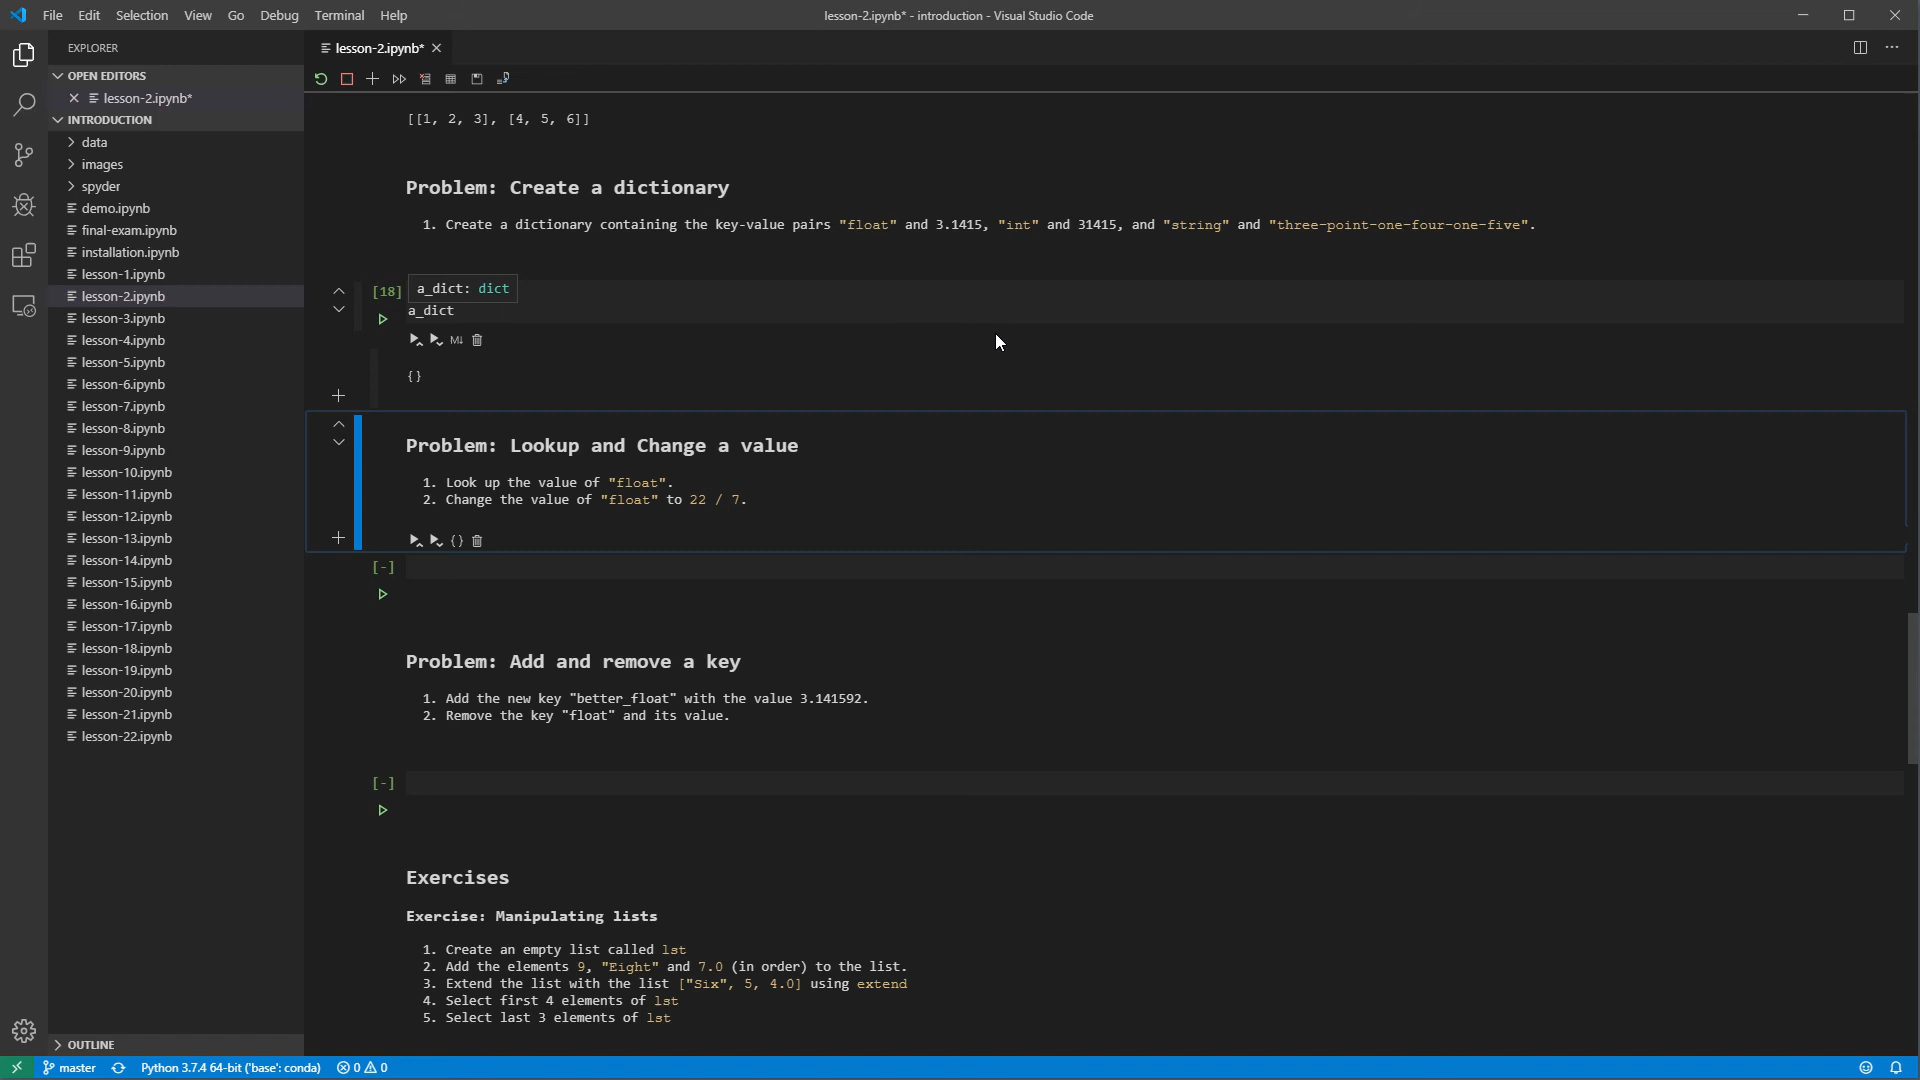 File Edit Selection View Go Debug Terminal Help
lesson-2.ipynb* - introduction - Visual Studio Code
EXPLORER
OPEN EDITORS
lesson-2.ipynb*
INTRODUCTION
data
images
spyder
demo.ipynb
final-exam.ipynb
installation.ipynb
lesson-1.ipynb
lesson-2.ipynb
lesson-3.ipynb
lesson-4.ipynb
lesson-5.ipynb
lesson-6.ipynb
lesson-7.ipynb
lesson-8.ipynb
lesson-9.ipynb
lesson-10.ipynb
lesson-11.ipynb
lesson-12.ipynb
lesson-13.ipynb
lesson-14.ipynb
lesson-15.ipynb
lesson-16.ipynb
lesson-17.ipynb
lesson-18.ipynb
lesson-19.ipynb
lesson-20.ipynb
lesson-21.ipynb
lesson-22.ipynb
OUTLINE
lesson-2.ipynb*
[[1, 2, 3], [4, 5, 6]]
Problem: Create a dictionary
1. Create a dictionary containing the key-value pairs "float" and 3.1415, "int" and 31415, and "string" and "three-point-one-four-one-five".
[18] a_dict: dict
a_dict
M↓
{}
Problem: Lookup and Change a value
1. Look up the value of "float".
2. Change the value of "float" to 22 / 7.
{}
[-]
Problem: Add and remove a key
1. Add the new key "better_float" with the value 3.141592.
2. Remove the key "float" and its value.
[-]
Exercises
Exercise: Manipulating lists
1. Create an empty list called lst
2. Add the elements 9, "Eight" and 7.0 (in order) to the list.
3. Extend the list with the list ["Six", 5, 4.0] using extend
4. Select first 4 elements of lst
5. Select last 3 elements of lst
master Python 3.7.4 64-bit ('base': conda) 0 0